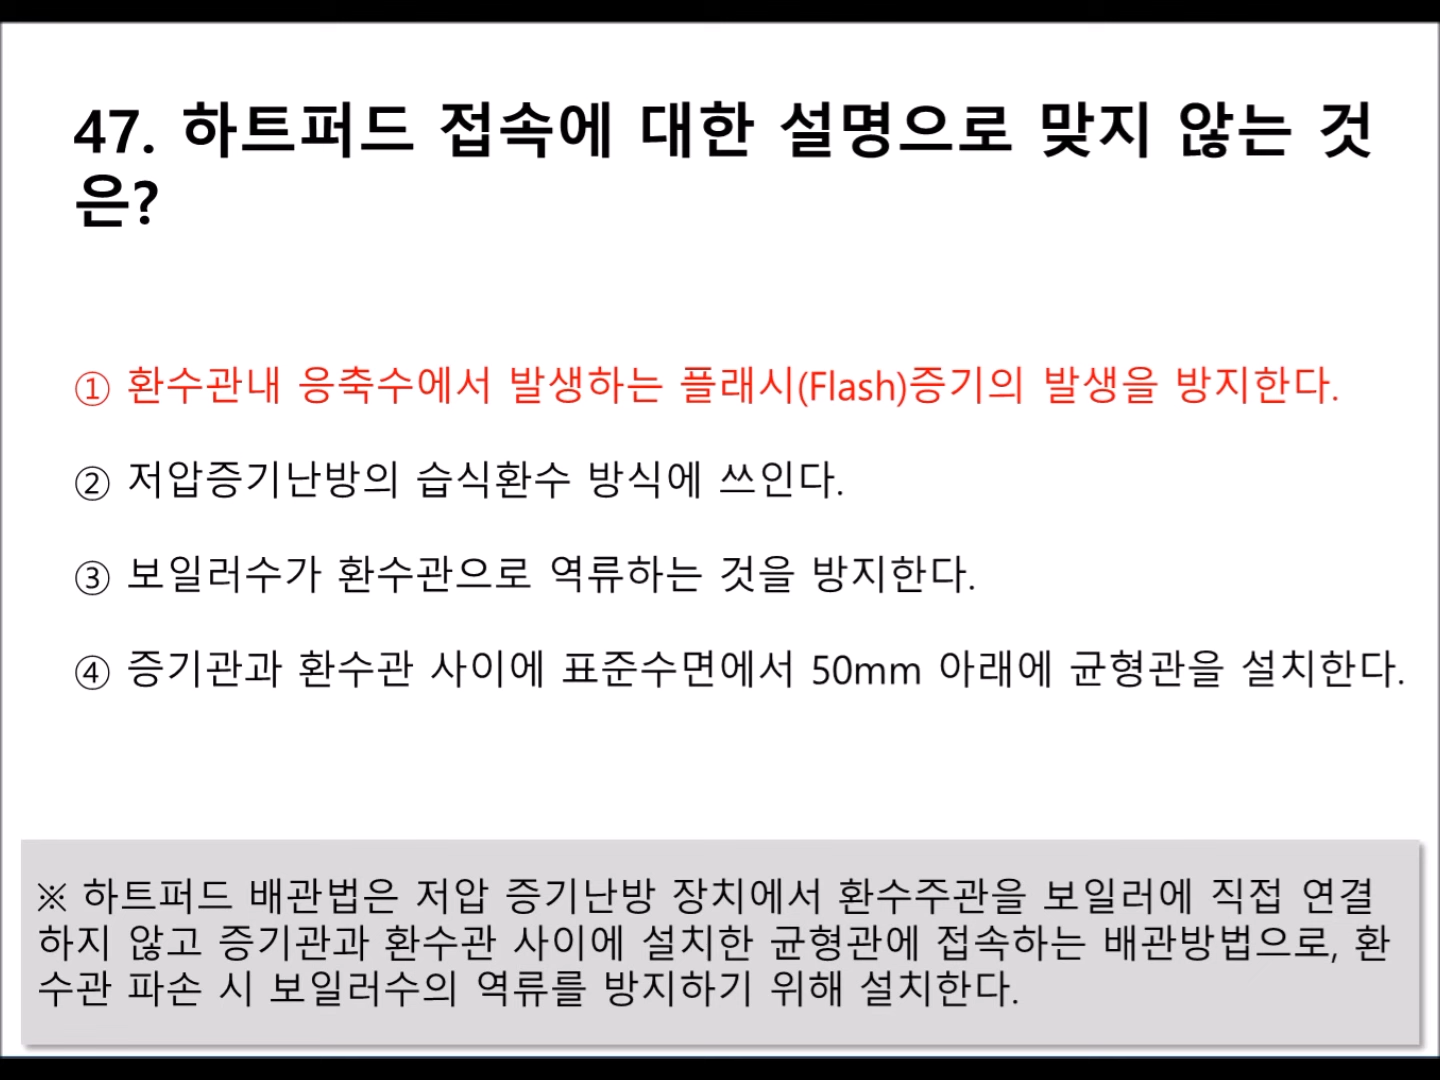 47. 하트퍼드 접속에 대한 설명으로 맞지 않는 것
은?
① 환수관내 응축수에서 발생하는 플래시(Flash)증기의 발생을 방지한다.
② 저압증기난방의 습식환수 방식에 쓰인다.
③ 보일러수가 환수관으로 역류하는 것을 방지한다.
④ 증기관과 환수관 사이에 표준수면에서 50mm 아래에 균형관을 설치한다.
※ 하트퍼드 배관법은 저압 증기난방 장치에서 환수주관을 보일러에 직접 연결
하지 않고 증기관과 환수관 사이에 설치한 균형관에 접속하는 배관방법으로, 환
수관 파손 시 보일러수의 역류를 방지하기 위해 설치한다.